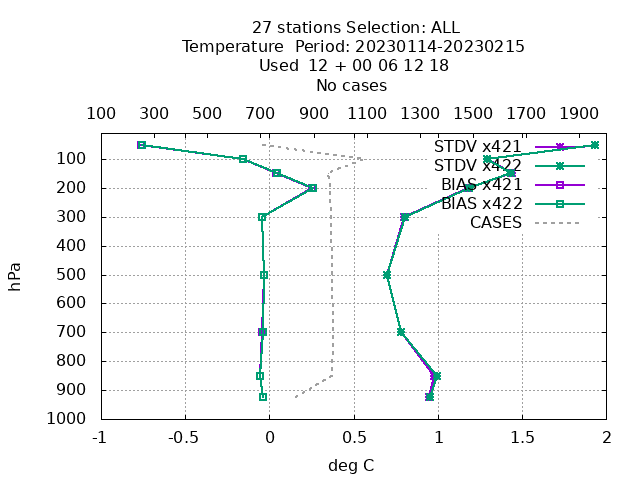 27 stations Selection: ALL
Temperature  Period: 20230114-20230215
Used  12 + 00 06 12 18
No cases
100 300 500 700 900 1100 1300 1500 1700 1900
STDV x421
STDV x422
BIAS x421
BIAS x422
CASES
100
200
300
400
500
600
700
800
900
1000
hPa
-1 -0.5 0 0.5 1 1.5 2
deg C